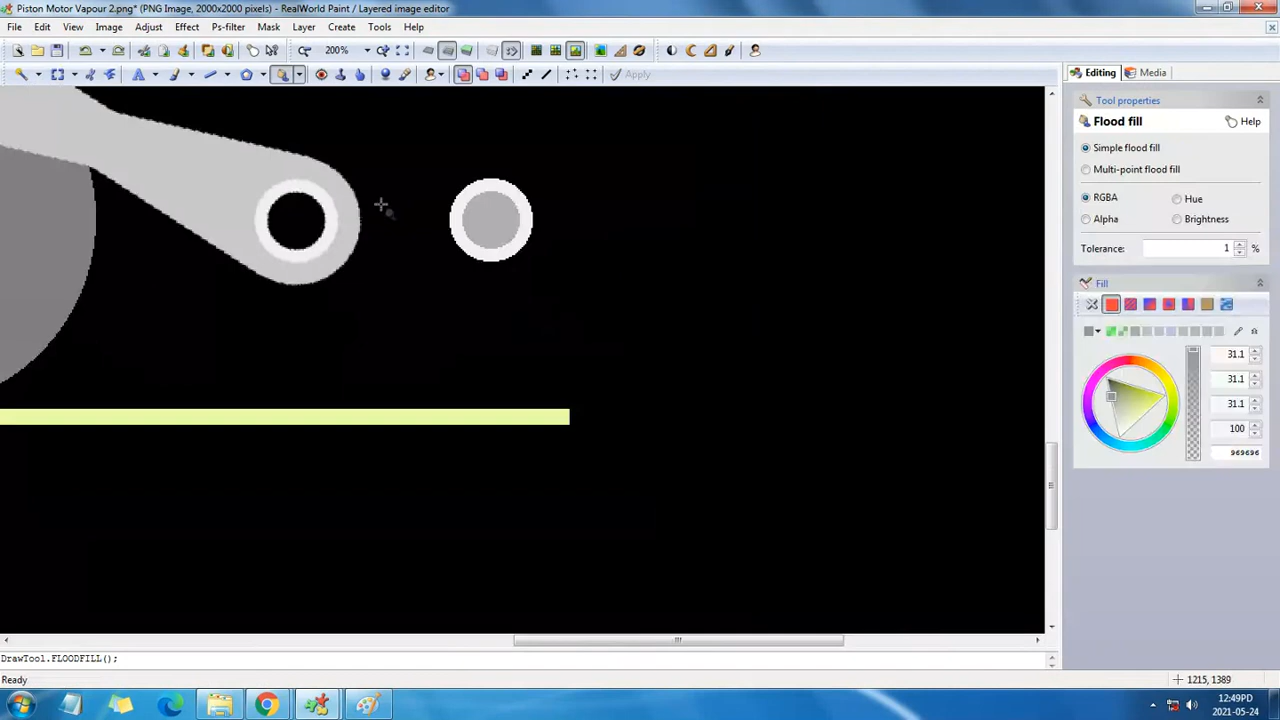 Piston Motor Vapour 2.png* (PNG Image, 2000x2000 pixels) - RealWorld Paint / Layered image editor
File Edit View Image Adjust Effect Ps-filter Mask Layer Create Tools Help
200%
Apply
Editing Media
Tool properties
Flood fill Help
Simple flood fill
Multi-point flood fill
RGBA Hue
Alpha Brightness
Tolerance: 1 %
Fill
31.1
31.1
31.1
100
969696
DrawTool.FLOODFILL();
Ready 1215, 1389
12:49PD
2021-05-24